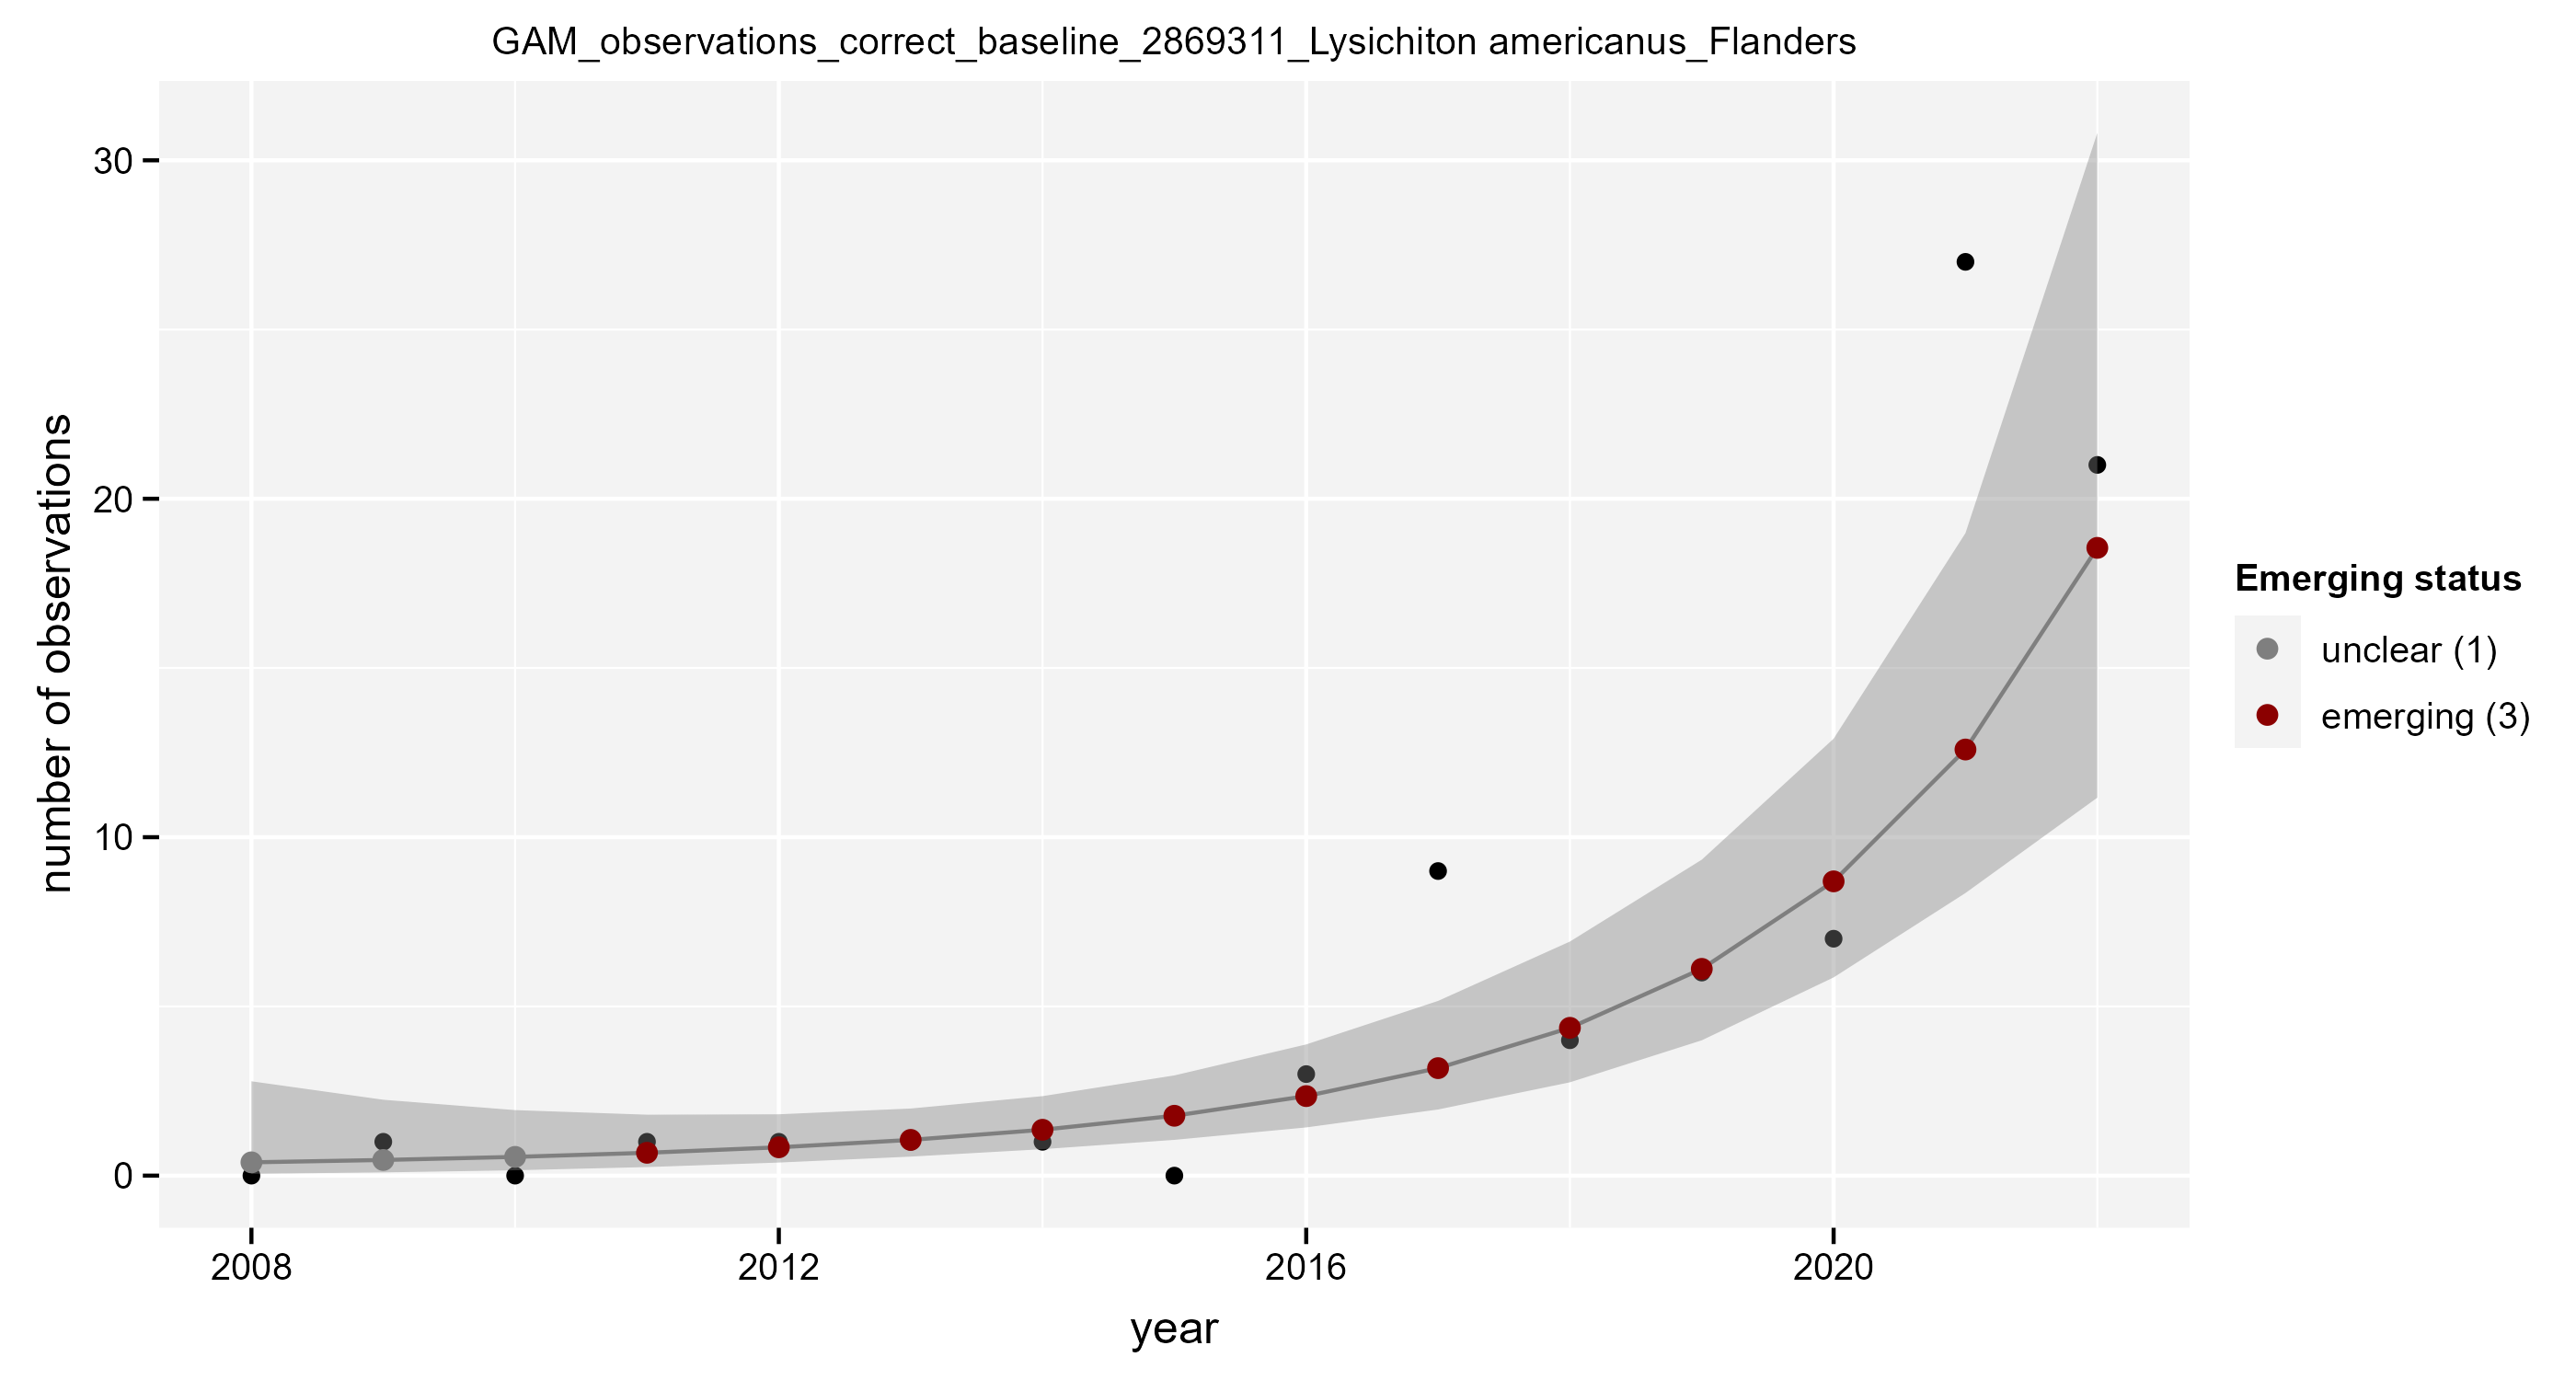 GAM_observations_correct_baseline_2869311_Lysichiton americanus_Flanders
number of observations
30
20
10
0
2008
2012
2016
2020
year
Emerging status
unclear (1)
emerging (3)